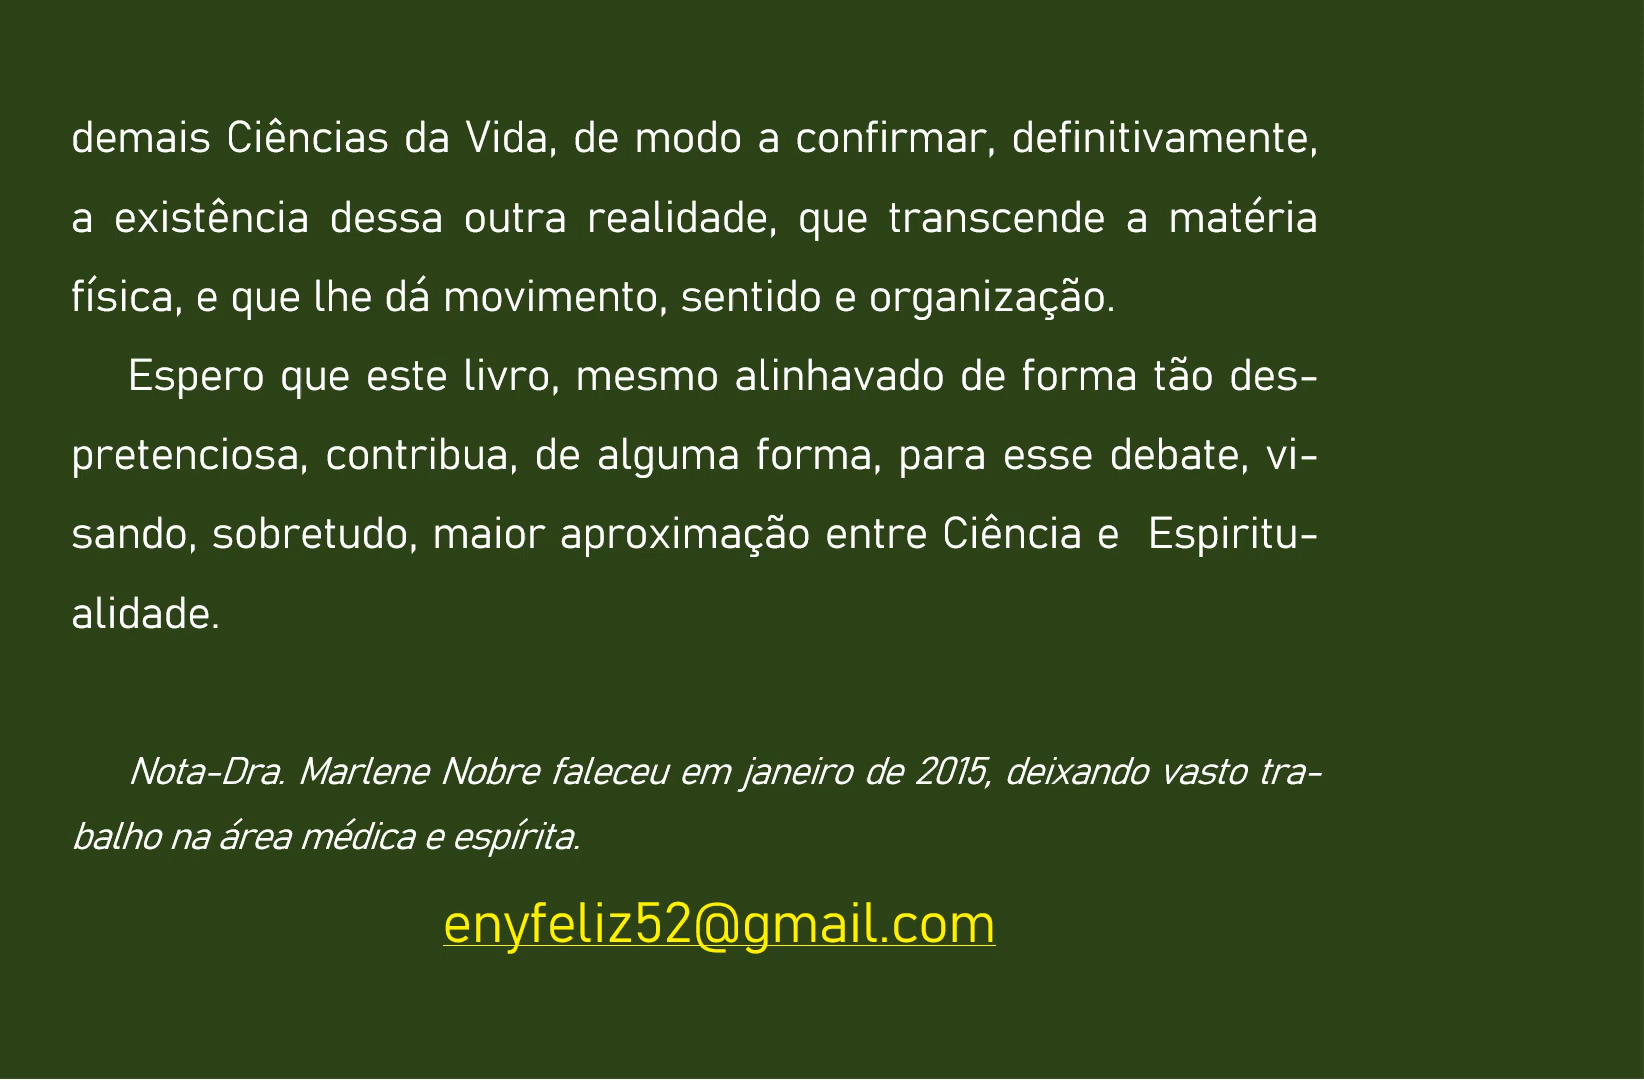 demais Ciências da Vida, de modo a confirmar, definitivamente,
a existência dessa outra realidade, que transcende a matéria
física, e que lhe dá movimento, sentido e organização.
Espero que este livro, mesmo alinhavado de forma tão des-
pretenciosa, contribua, de alguma forma, para esse debate, vi-
sando, sobretudo, maior aproximação entre Ciência e  Espiritu-
alidade.
Nota-Dra. Marlene Nobre faleceu em janeiro de 2015, deixando vasto tra-
balho na área médica e espírita.
enyfeliz52@gmail.com